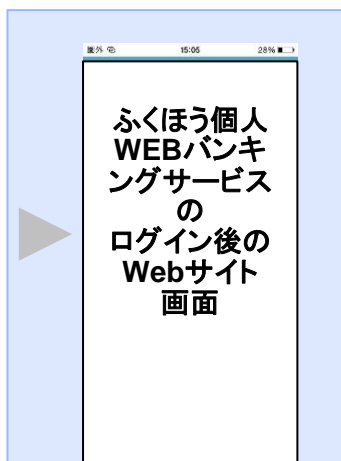 圏外 15:05 28%
ふくほう個人
WEBバンキ
ングサービス
の
ログイン後の
Webサイト
画面